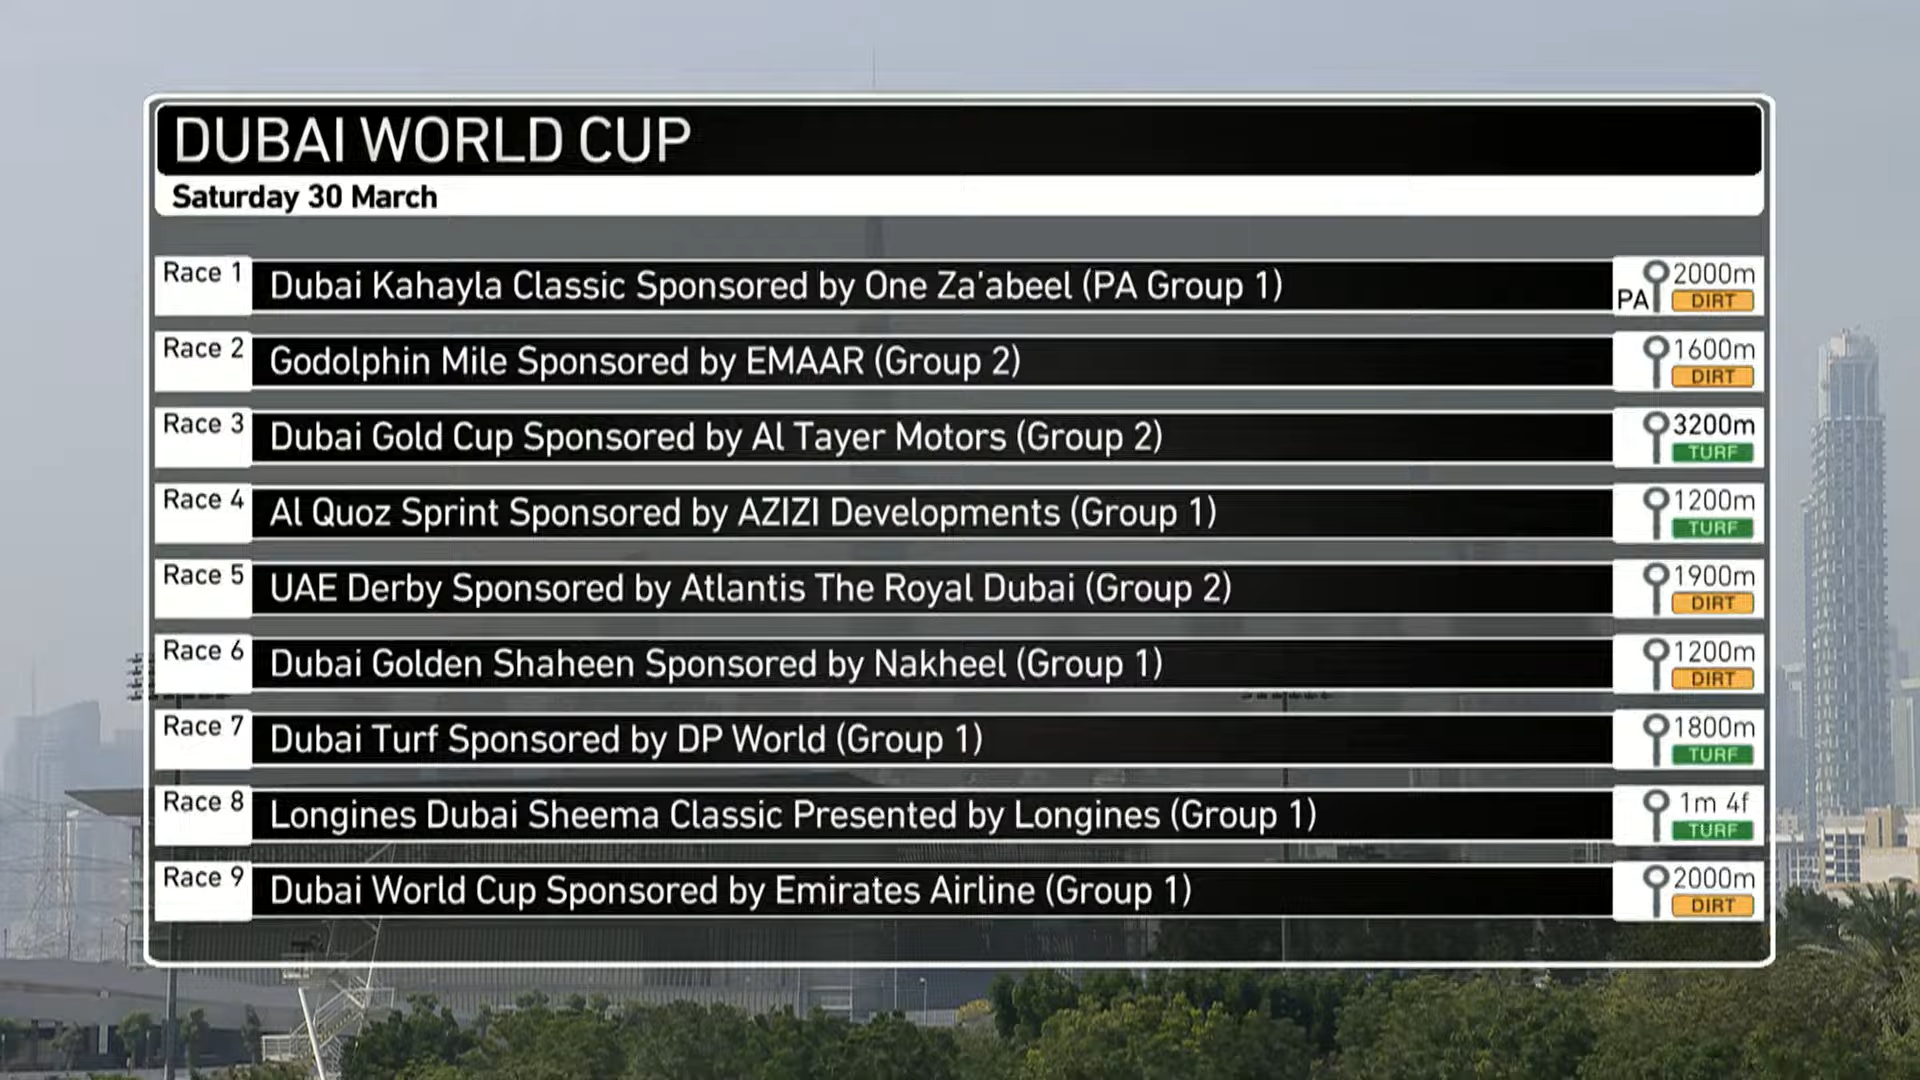 DUBAI WORLD CUP
Saturday 30 March
Race 1 Dubai Kahayla Classic Sponsored by One Za'abeel (PA Group 1) PA 2000m DIRT
Race 2 Godolphin Mile Sponsored by EMAAR (Group 2) 1600m DIRT
Race 3 Dubai Gold Cup Sponsored by Al Tayer Motors (Group 2) 3200m TURF
Race 4 Al Quoz Sprint Sponsored by AZIZI Developments (Group 1) 1200m TURF
Race 5 UAE Derby Sponsored by Atlantis The Royal Dubai (Group 2) 1900m DIRT
Race 6 Dubai Golden Shaheen Sponsored by Nakheel (Group 1) 1200m DIRT
Race 7 Dubai Turf Sponsored by DP World (Group 1) 1800m TURF
Race 8 Longines Dubai Sheema Classic Presented by Longines (Group 1) 1m 4f TURF
Race 9 Dubai World Cup Sponsored by Emirates Airline (Group 1) 2000m DIRT